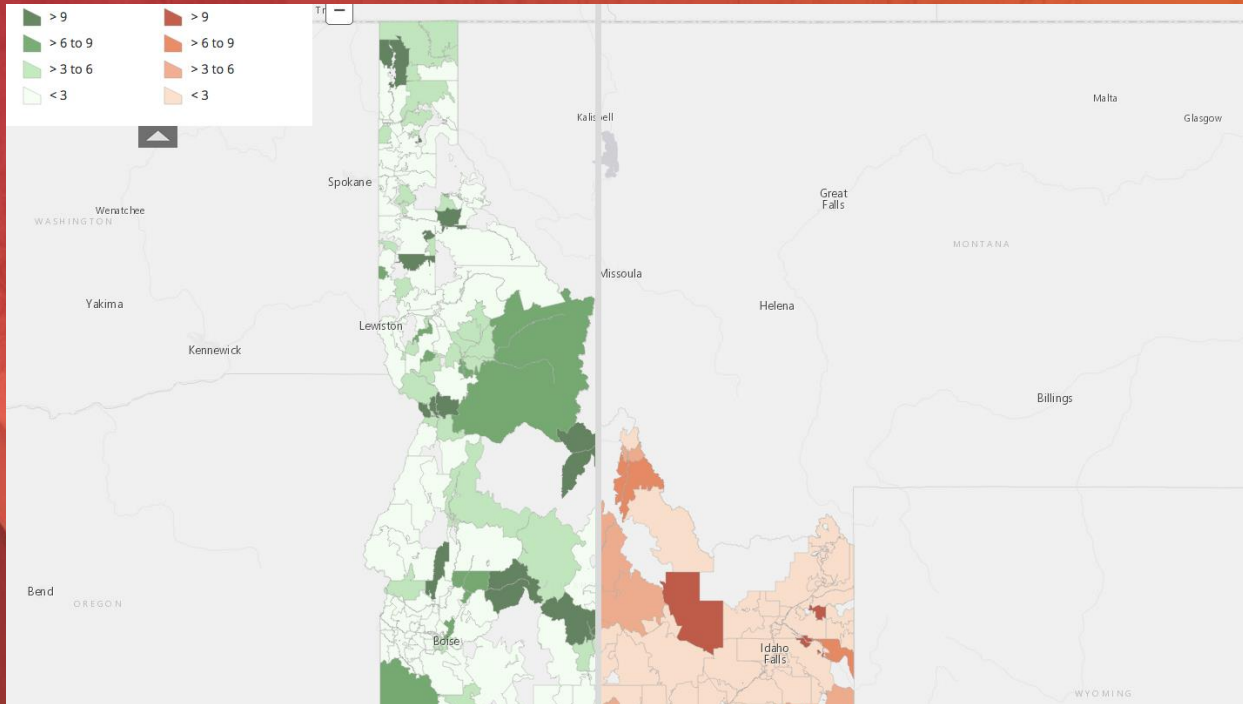 > 9
> 9
> 6 to 9
> 6 to 9
> 3 to 6
> 3 to 6
< 3
< 3
Malta
Glasgow
Spokane
Great
Falls
Wenatchee
WASHINGTON
MONTANA
Missoula
Yakima
Helena
Lewiston
Kennewick
Billings
Bend
OREGON
Boise
Idaho
Falls
WYOMING